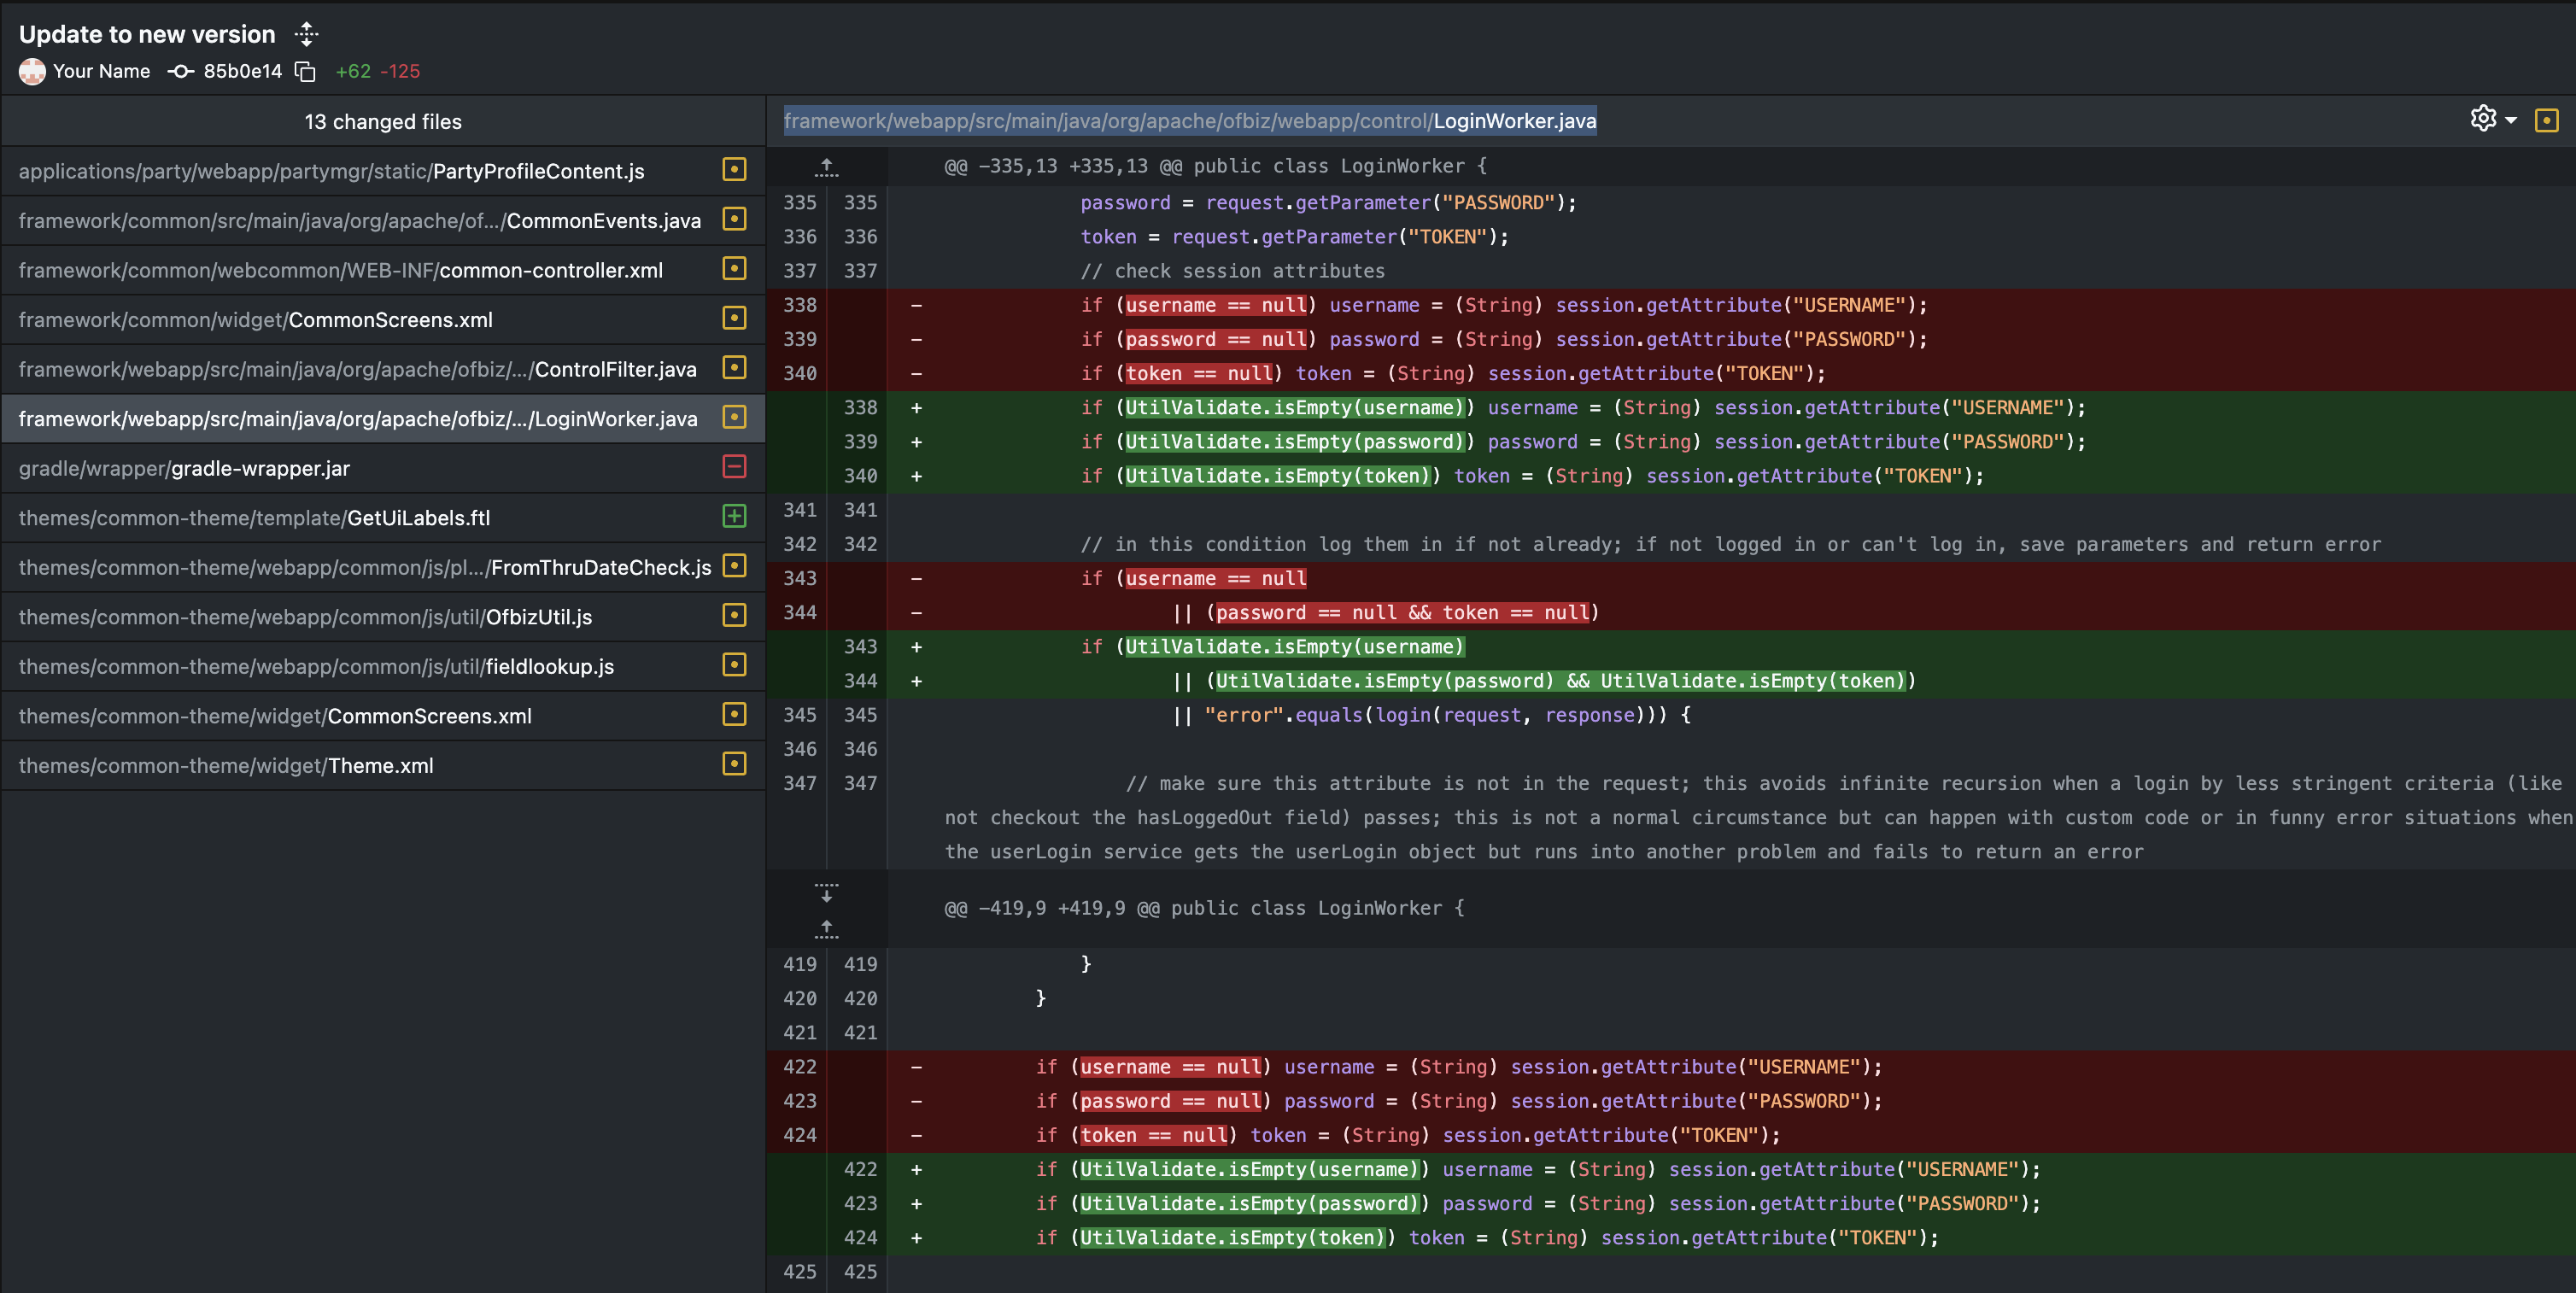 Update to new version
Your Name 85b0e14 +62 -125
13 changed files
applications/party/webapp/partymgr/static/PartyProfileContent.js
framework/common/src/main/java/org/apache/of.../CommonEvents.java
framework/common/webcommon/WEB-INF/common-controller.xml
framework/common/widget/CommonScreens.xml
framework/webapp/src/main/java/org/apache/ofbiz/.../ControlFilter.java
framework/webapp/src/main/java/org/apache/ofbiz/.../LoginWorker.java
gradle/wrapper/gradle-wrapper.jar
themes/common-theme/template/GetUiLabels.ftl
themes/common-theme/webapp/common/js/pl.../FromThruDateCheck.js
themes/common-theme/webapp/common/js/util/OfbizUtil.js
themes/common-theme/webapp/common/js/util/fieldlookup.js
themes/common-theme/widget/CommonScreens.xml
themes/common-theme/widget/Theme.xml
framework/webapp/src/main/java/org/apache/ofbiz/webapp/control/LoginWorker.java
@@ -335,13 +335,13 @@ public class LoginWorker {
335 335 password = request.getParameter("PASSWORD");
336 336 token = request.getParameter("TOKEN");
337 337 // check session attributes
338 - if (username == null) username = (String) session.getAttribute("USERNAME");
339 - if (password == null) password = (String) session.getAttribute("PASSWORD");
340 - if (token == null) token = (String) session.getAttribute("TOKEN");
338 + if (UtilValidate.isEmpty(username)) username = (String) session.getAttribute("USERNAME");
339 + if (UtilValidate.isEmpty(password)) password = (String) session.getAttribute("PASSWORD");
340 + if (UtilValidate.isEmpty(token)) token = (String) session.getAttribute("TOKEN");
341 341
342 342 // in this condition log them in if not already; if not logged in or can't log in, save parameters and return error
343 - if (username == null
344 - || (password == null && token == null)
343 + if (UtilValidate.isEmpty(username)
344 + || (UtilValidate.isEmpty(password) && UtilValidate.isEmpty(token))
345 345 || "error".equals(login(request, response))) {
346 346
347 347 // make sure this attribute is not in the request; this avoids infinite recursion when a login by less stringent criteria (like
not checkout the hasLoggedOut field) passes; this is not a normal circumstance but can happen with custom code or in funny error situations when
the userLogin service gets the userLogin object but runs into another problem and fails to return an error
@@ -419,9 +419,9 @@ public class LoginWorker {
419 419 }
420 420 }
421 421
422 - if (username == null) username = (String) session.getAttribute("USERNAME");
423 - if (password == null) password = (String) session.getAttribute("PASSWORD");
424 - if (token == null) token = (String) session.getAttribute("TOKEN");
422 + if (UtilValidate.isEmpty(username)) username = (String) session.getAttribute("USERNAME");
423 + if (UtilValidate.isEmpty(password)) password = (String) session.getAttribute("PASSWORD");
424 + if (UtilValidate.isEmpty(token)) token = (String) session.getAttribute("TOKEN");
425 425